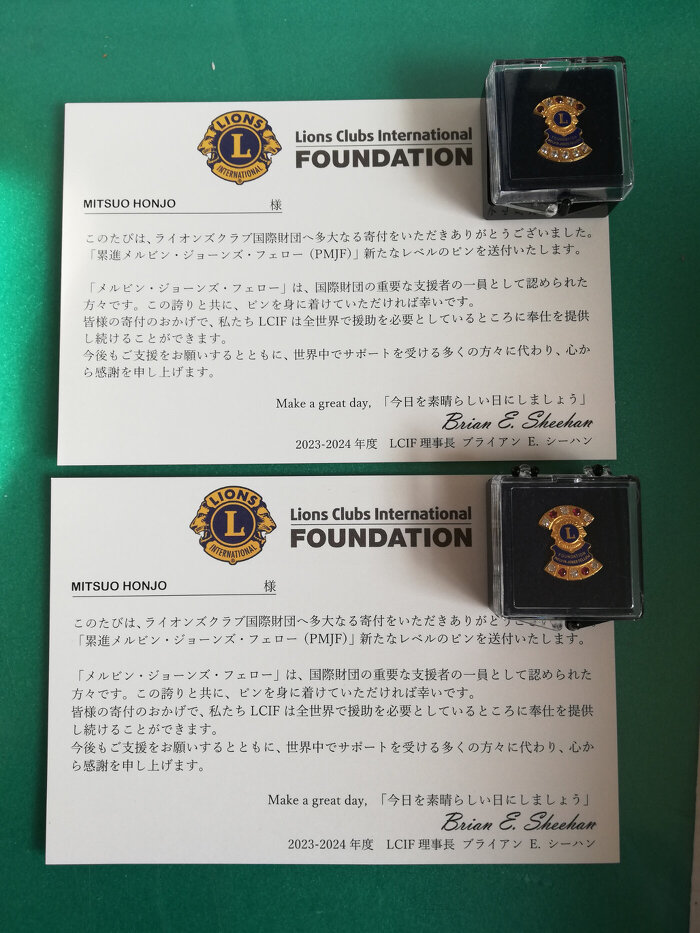 LIONS
L
INTERNATIONAL
Lions Clubs International
FOUNDATION
MITSUO HONJO 様
このたびは、ライオンズクラブ国際財団へ多大なる寄付をいただきありがとうございました。
「累進メルビン・ジョーンズ・フェロー（PMJF）」新たなレベルのピンを送付いたします。
「メルビン・ジョーンズ・フェロー」は、国際財団の重要な支援者の一員として認められた
方々です。この誇りと共に、ピンを身に着けていただければ幸いです。
皆様の寄付のおかげで、私たち LCIF は全世界で援助を必要としているところに奉仕を提供
し続けることができます。
今後もご支援をお願いするとともに、世界中でサポートを受ける多くの方々に代わり、心か
ら感謝を申し上げます。
Make a great day, 「今日を素晴らしい日にしましょう」
Brian E. Sheehan
2023-2024 年度 LCIF 理事長 ブライアン E. シーハン
L
LIONS
L
INTERNATIONAL
Lions Clubs International
FOUNDATION
MITSUO HONJO 様
このたびは、ライオンズクラブ国際財団へ多大なる寄付をいただきありがとうござい
「累進メルビン・ジョーンズ・フェロー（PMJF）」新たなレベルのピンを送付いたします。
「メルビン・ジョーンズ・フェロー」は、国際財団の重要な支援者の一員として認められた
方々です。この誇りと共に、ピンを身に着けていただければ幸いです。
皆様の寄付のおかげで、私たち LCIF は全世界で援助を必要としているところに奉仕を提供
し続けることができます。
今後もご支援をお願いするとともに、世界中でサポートを受ける多くの方々に代わり、心か
ら感謝を申し上げます。
Make a great day, 「今日を素晴らしい日にしましょう」
Brian E. Sheehan
2023-2024 年度 LCIF 理事長 ブライアン E. シーハン
L
FOUNDATION